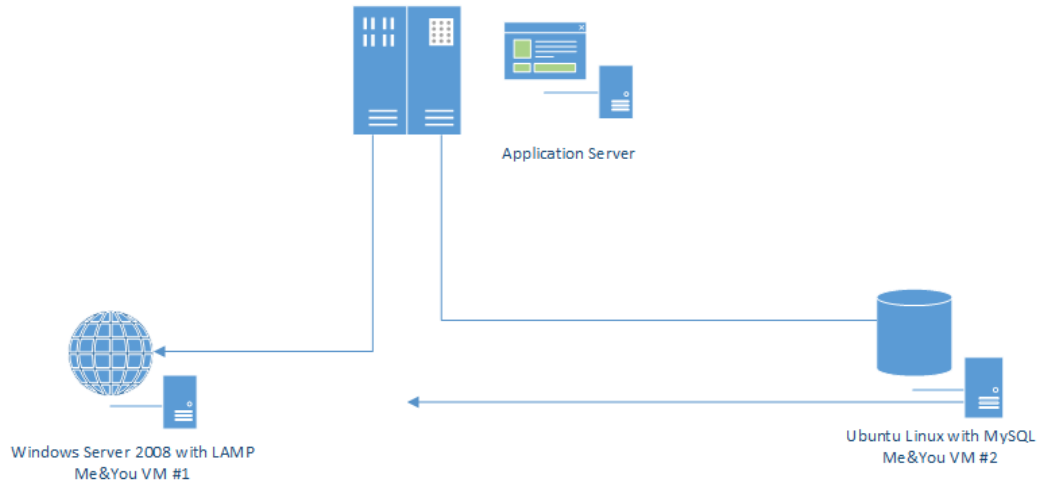 Application Server
Windows Server 2008 with LAMP
Me&You VM #1
Ubuntu Linux with MySQL
Me&You VM #2